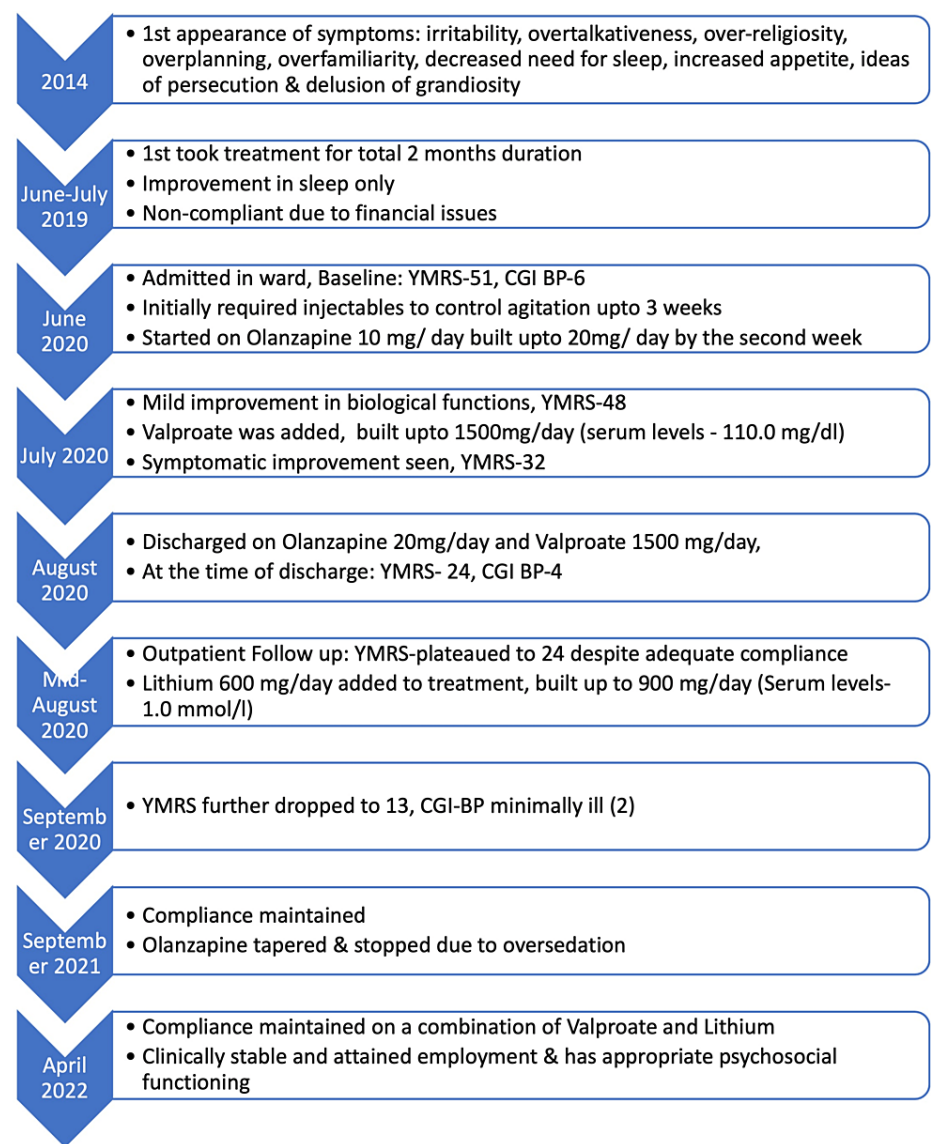 2014
• 1st appearance of symptoms: irritability, overtalkativeness, over-religiosity,
overplanning, overfamiliarity, decreased need for sleep, increased appetite, ideas
of persecution & delusion of grandiosity
June-July
2019
• 1st took treatment for total 2 months duration
• Improvement in sleep only
• Non-compliant due to financial issues
June
2020
• Admitted in ward, Baseline: YMRS-51, CGI BP-6
• Initially required injectables to control agitation upto 3 weeks
• Started on Olanzapine 10 mg/ day built upto 20mg/ day by the second week
July 2020
• Mild improvement in biological functions, YMRS-48
• Valproate was added, built upto 1500mg/day (serum levels - 110.0 mg/dl)
• Symptomatic improvement seen, YMRS-32
August
2020
• Discharged on Olanzapine 20mg/day and Valproate 1500 mg/day,
• At the time of discharge: YMRS- 24, CGI BP-4
Mid-
August
2020
• Outpatient Follow up: YMRS-plateaued to 24 despite adequate compliance
• Lithium 600 mg/day added to treatment, built up to 900 mg/day (Serum levels-
1.0 mmol/l)
Septemb
er 2020
• YMRS further dropped to 13, CGI-BP minimally ill (2)
Septemb
er 2021
• Compliance maintained
• Olanzapine tapered & stopped due to oversedation
April
2022
• Compliance maintained on a combination of Valproate and Lithium
• Clinically stable and attained employment & has appropriate psychosocial
functioning